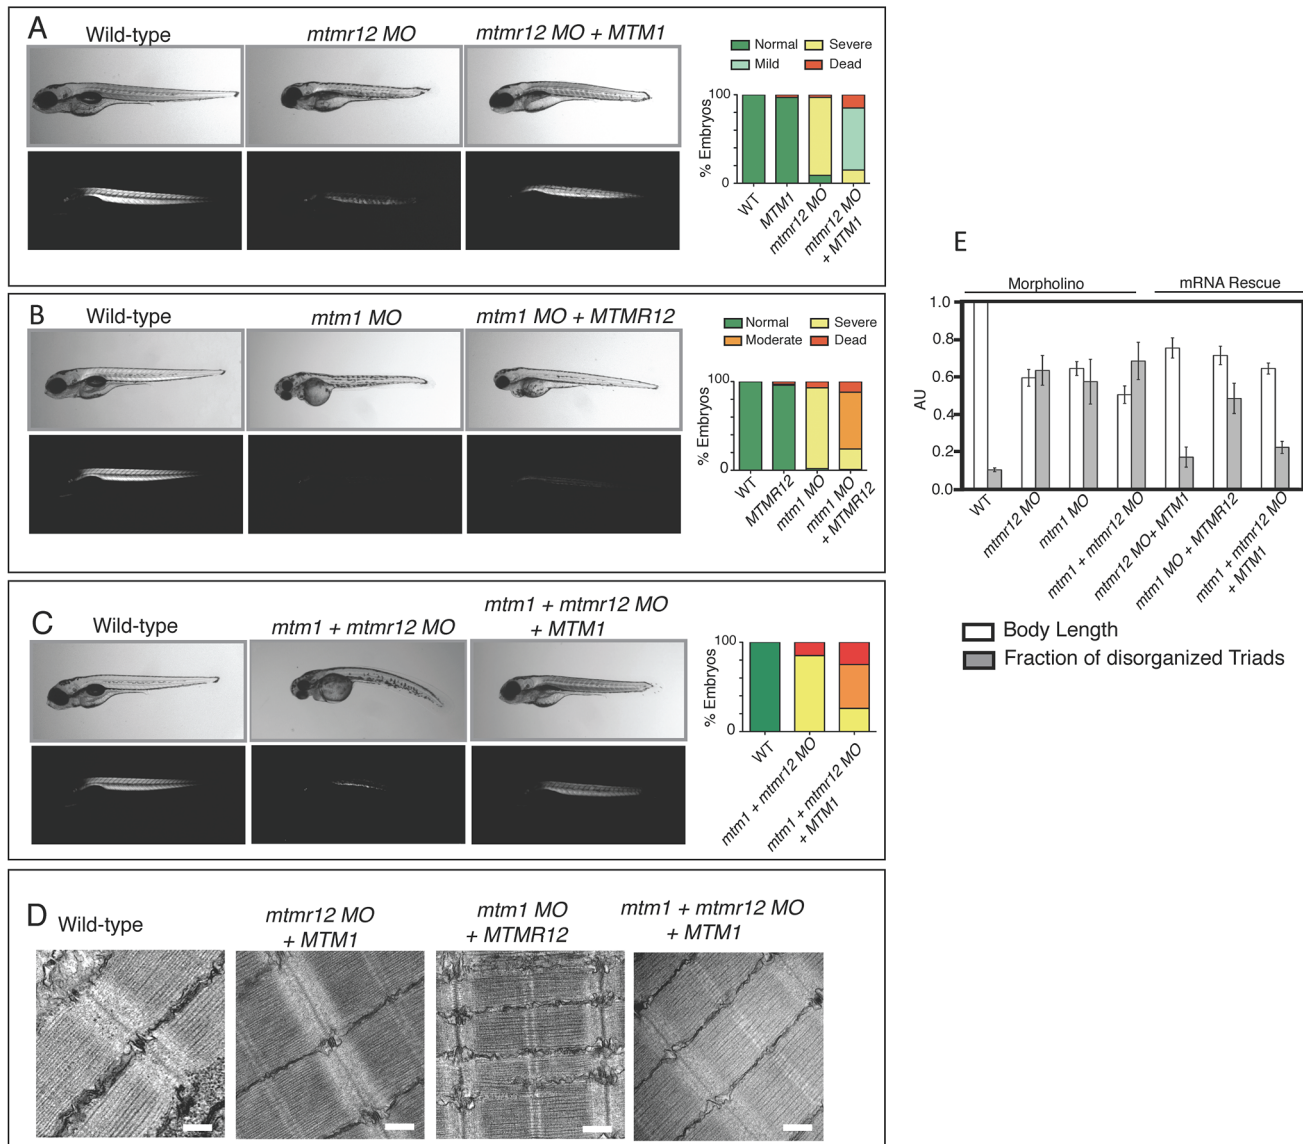 A
Wild-type
mtmr12 MO
mtmr12 MO + MTM1
Normal
Severe
Mild
Dead
100
0
% Embryos
WT
MTM1
mtmr12 MO
mtmr12 MO
+ MTM1
B
Wild-type
mtm1 MO
mtm1 MO + MTMR12
Normal
Severe
Moderate
Dead
100
0
% Embryos
WT
MTMR12
mtm1 MO
mtm1 MO
+ MTMR12
C
Wild-type
mtm1 + mtmr12 MO
mtm1 + mtmr12 MO
+ MTM1
100
0
% Embryos
WT
mtm1 + mtmr12 MO
mtm1 + mtmr12 MO
+ MTM1
D
Wild-type
mtmr12 MO
+ MTM1
mtm1 MO
+ MTMR12
mtm1 + mtmr12 MO
+ MTM1
E
Morpholino
mRNA Rescue
1.0
0.8
0.6
0.4
0.2
0.0
AU
WT
mtmr12 MO
mtm1 MO
mtm1 + mtmr12 MO
mtmr12 MO+ MTM1
mtm1 MO + MTMR12
mtm1 + mtmr12 MO
+ MTM1
Body Length
Fraction of disorganized Triads